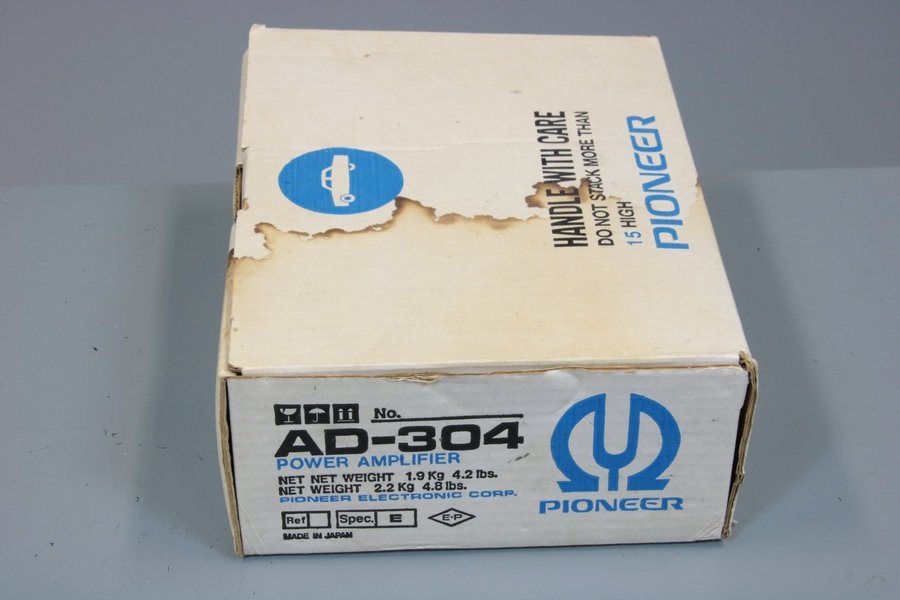 HANDLE WITH CARE
DO NOT STACK MORE THAN
15 HIGH
PIONEER
No.
AD-304
POWER AMPLIFIER
NET NET WEIGHT 1.9 Kg 4.2 lbs.
NET WEIGHT 2.2 Kg 4.8 lbs.
PIONEER ELECTRONIC CORP.
Ref
Spec. E
E·P
MADE IN JAPAN
PIONEER